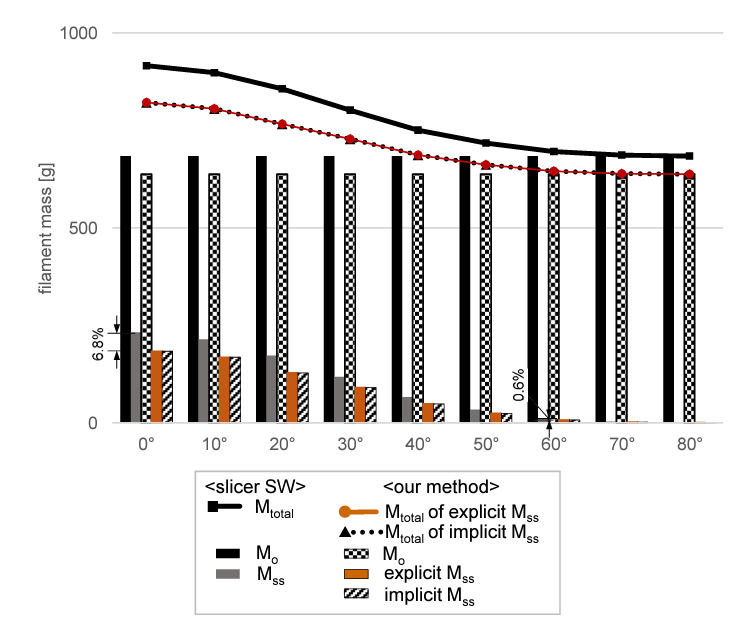 1000
filament mass [g]
500
6.8%
0.6%
0
0° 10° 20° 30° 40° 50° 60° 70° 80°
<slicer SW> <our method>
Mtotal
Mtotal of explicit Mss
Mtotal of implicit Mss
Mo Mo
Mss explicit Mss
implicit Mss